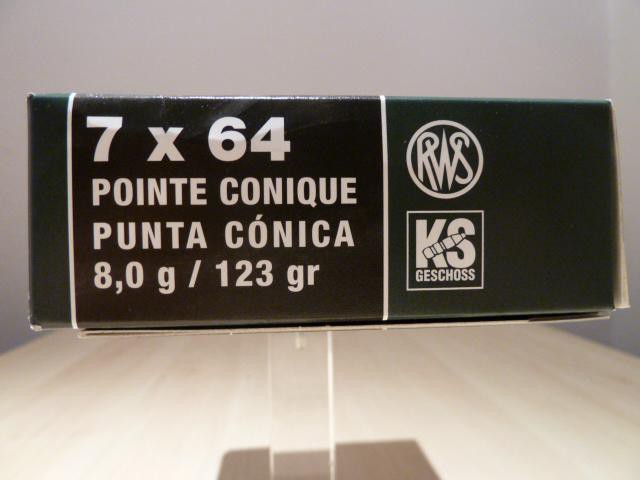 7 x 64
POINTE CONIQUE
PUNTA CÓNICA
8,0 g / 123 gr
RWS
KS
GESCHOSS